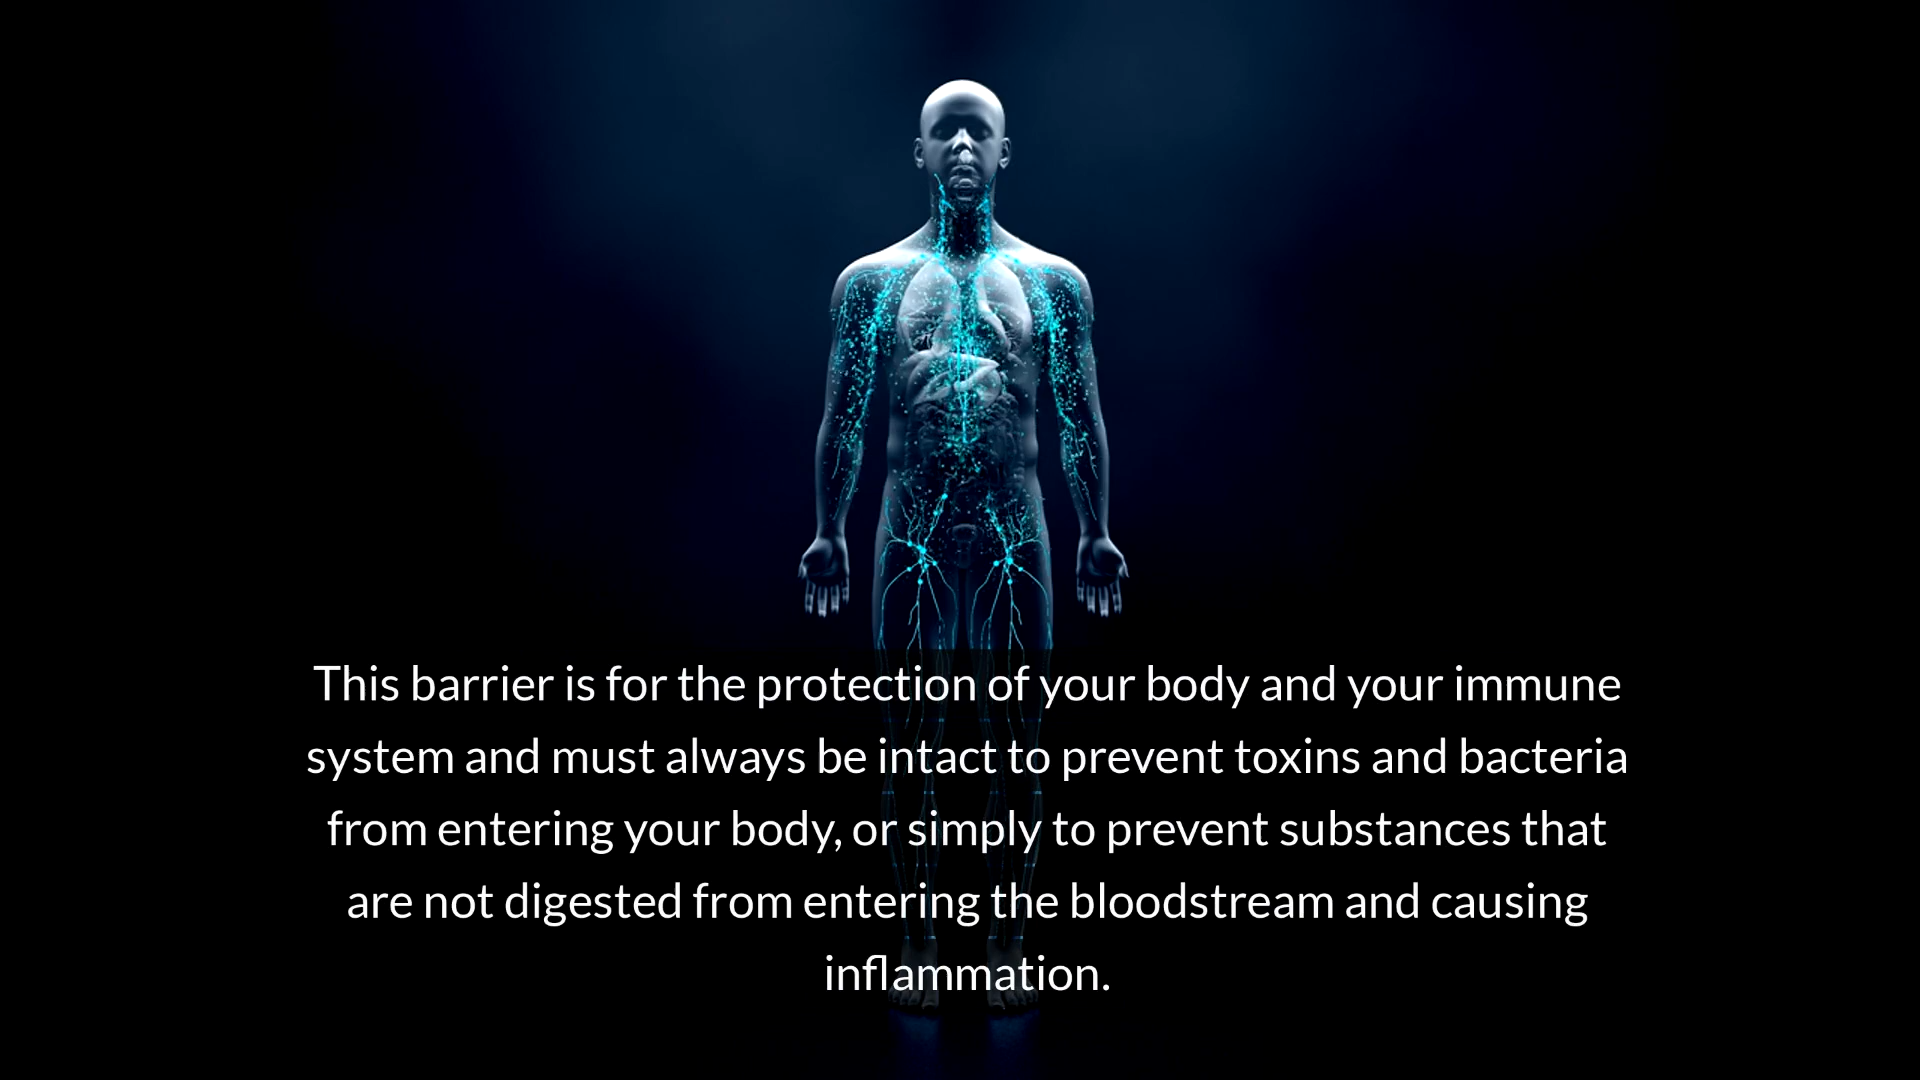 This barrier is for the protection of your body and your immune
system and must always be intact to prevent toxins and bacteria
from entering your body, or simply to prevent substances that
are not digested from entering the bloodstream and causing
inflammation.